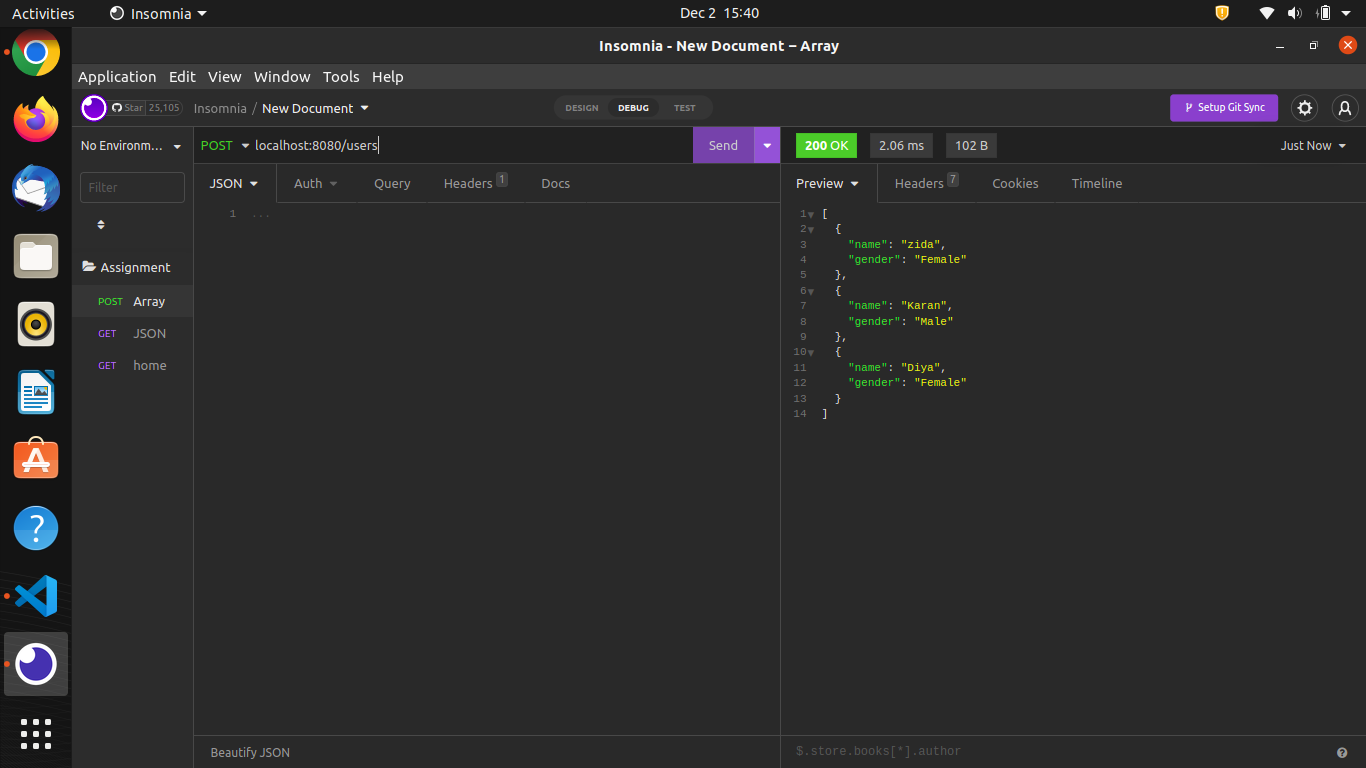 Activities Insomnia Dec 2 15:40
Insomnia - New Document – Array
Application Edit View Window Tools Help
Star 25,105 Insomnia / New Document DESIGN DEBUG TEST Setup Git Sync
No Environm... POST localhost:8080/users Send 200 OK 2.06 ms 102 B Just Now
Filter JSON Auth Query Headers 1 Docs Preview Headers 7 Cookies Timeline
1 ...
Assignment
POST Array
GET JSON
GET home
1 [
2 {
3 "name": "zida",
4 "gender": "Female"
5 },
6 {
7 "name": "Karan",
8 "gender": "Male"
9 },
10 {
11 "name": "Diya",
12 "gender": "Female"
13 }
14 ]
Beautify JSON $.store.books[*].author